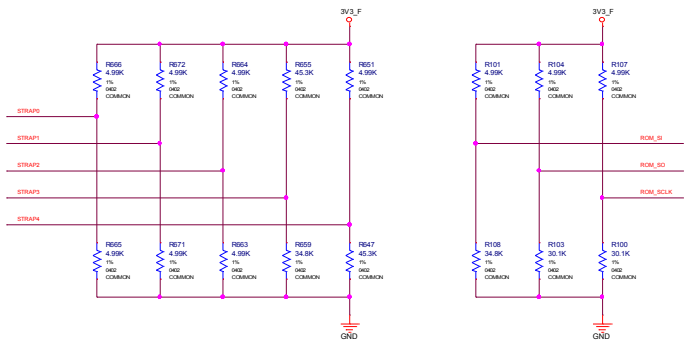 3V3_F
3V3_F
R666
4.99K
1%
0402
COMMON
R672
4.99K
1%
0402
COMMON
R664
4.99K
1%
0402
COMMON
R655
45.3K
1%
0402
COMMON
R651
4.99K
1%
0402
COMMON
R101
4.99K
1%
0402
COMMON
R104
4.99K
1%
0402
COMMON
R107
4.99K
1%
0402
COMMON
STRAP0
STRAP1
STRAP2
STRAP3
STRAP4
ROM_SI
ROM_SO
ROM_SCLK
R665
4.99K
1%
0402
COMMON
R671
4.99K
1%
0402
COMMON
R663
4.99K
1%
0402
COMMON
R659
34.8K
1%
0402
COMMON
R647
45.3K
1%
0402
COMMON
R108
34.8K
1%
0402
COMMON
R103
30.1K
1%
0402
COMMON
R100
30.1K
1%
0402
COMMON
GND
GND